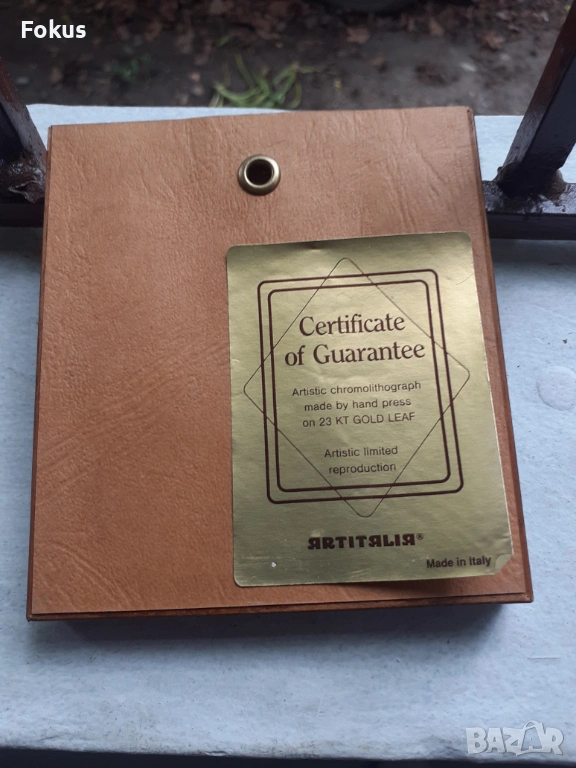 Fokus
Certificate
of Guarantee
Artistic chromolithograph
made by hand press
on 23 KT GOLD LEAF
Artistic limited
reproduction
ARTITALIA®
Made in Italy
BAZAR